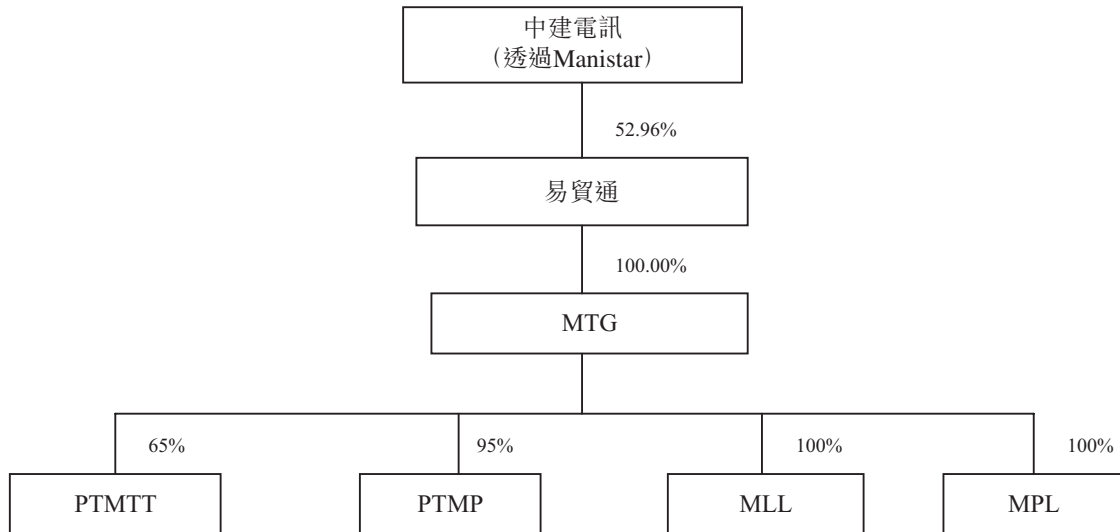 中建電訊
（透過Manistar）
52.96%
易貿通
100.00%
MTG
65%
95%
100%
100%
PTMTT
PTMP
MLL
MPL